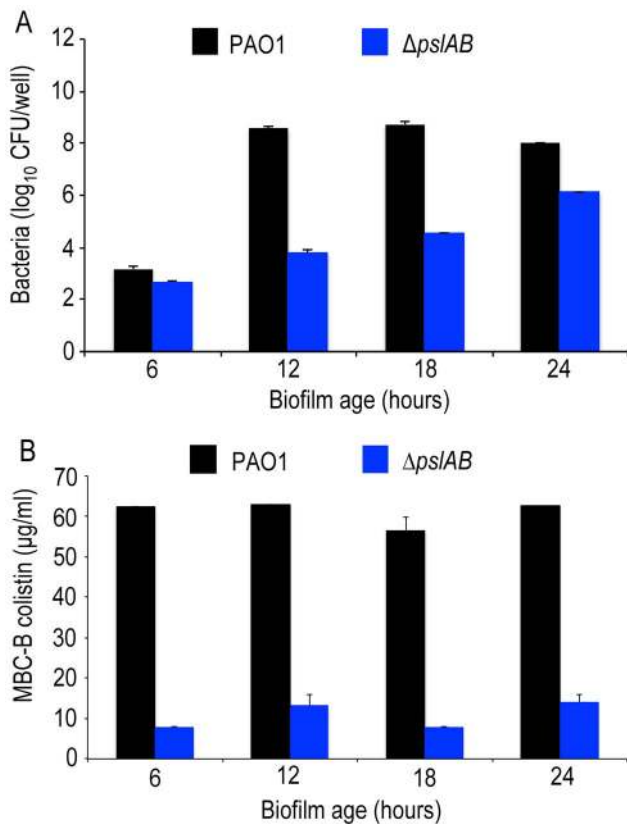 A
PAO1 ΔpslAB
Bacteria (log10 CFU/well)
12
10
8
6
4
2
0
6 12 18 24
Biofilm age (hours)
B
PAO1 ΔpslAB
MBC-B colistin (µg/ml)
70
60
50
40
30
20
10
0
6 12 18 24
Biofilm age (hours)